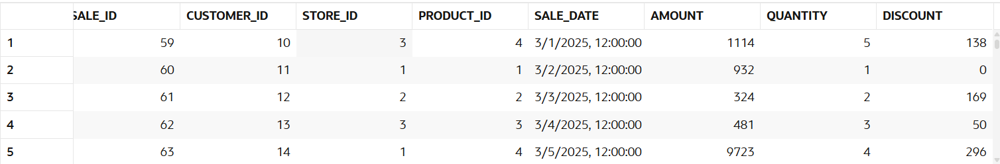 SALE_ID CUSTOMER_ID STORE_ID PRODUCT_ID SALE_DATE AMOUNT QUANTITY DISCOUNT
1 59 10 3 4 3/1/2025, 12:00:00 1114 5 138
2 60 11 1 1 3/2/2025, 12:00:00 932 1 0
3 61 12 2 2 3/3/2025, 12:00:00 324 2 169
4 62 13 3 3 3/4/2025, 12:00:00 481 3 50
5 63 14 1 4 3/5/2025, 12:00:00 9723 4 296